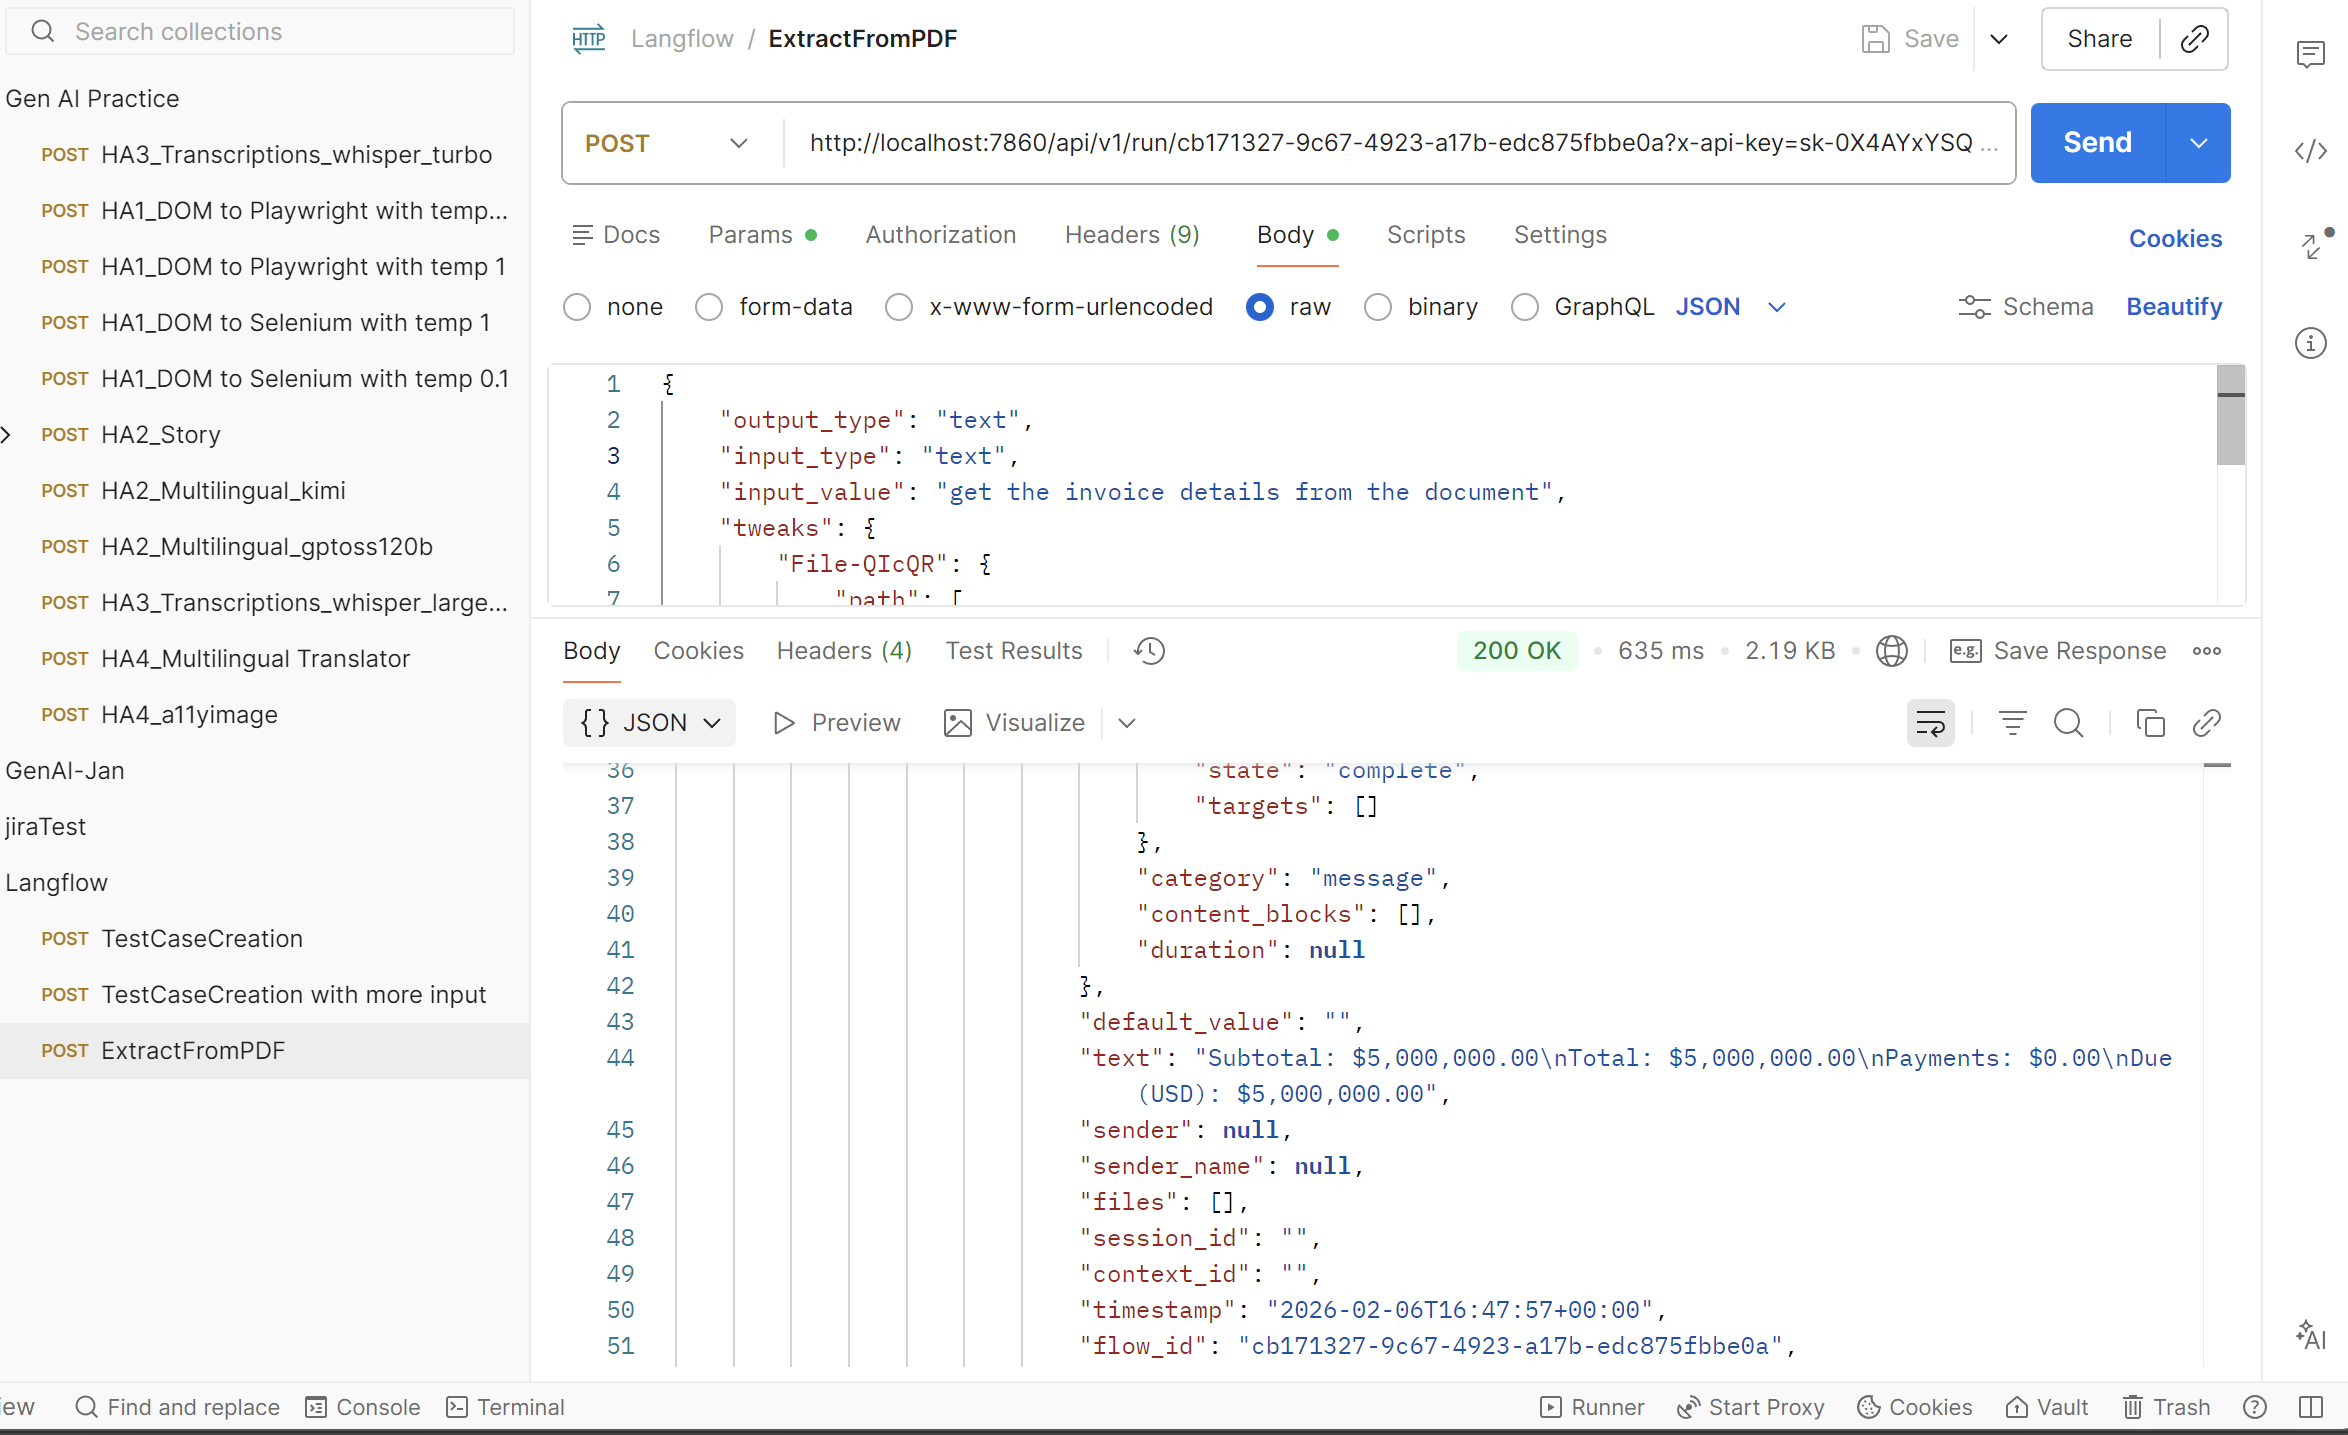 Search collections
Gen AI Practice
POST HA3_Transcriptions_whisper_turbo
POST HA1_DOM to Playwright with temp...
POST HA1_DOM to Playwright with temp 1
POST HA1_DOM to Selenium with temp 1
POST HA1_DOM to Selenium with temp 0.1
POST HA2_Story
POST HA2_Multilingual_kimi
POST HA2_Multilingual_gptoss120b
POST HA3_Transcriptions_whisper_large...
POST HA4_Multilingual Translator
POST HA4_a11yimage
GenAI-Jan
jiraTest
Langflow
POST TestCaseCreation
POST TestCaseCreation with more input
POST ExtractFromPDF
HTTP Langflow / ExtractFromPDF
Save
Share
POST http://localhost:7860/api/v1/run/cb171327-9c67-4923-a17b-edc875fbbe0a?x-api-key=sk-0X4AYxYSQ ...
Send
Docs Params Authorization Headers (9) Body Scripts Settings Cookies
none form-data x-www-form-urlencoded raw binary GraphQL JSON Schema Beautify
1 {
2 "output_type": "text",
3 "input_type": "text",
4 "input_value": "get the invoice details from the document",
5 "tweaks": {
6 "File-QIcQR": {
7 "path": [
Body Cookies Headers (4) Test Results 200 OK 635 ms 2.19 KB e.g. Save Response
{} JSON Preview Visualize
36 "state": "complete",
37 "targets": []
38 },
39 "category": "message",
40 "content_blocks": [],
41 "duration": null
42 },
43 "default_value": "",
44 "text": "Subtotal: $5,000,000.00\nTotal: $5,000,000.00\nPayments: $0.00\nDue
(USD): $5,000,000.00",
45 "sender": null,
46 "sender_name": null,
47 "files": [],
48 "session_id": "",
49 "context_id": "",
50 "timestamp": "2026-02-06T16:47:57+00:00",
51 "flow_id": "cb171327-9c67-4923-a17b-edc875fbbe0a",
AI
iew Find and replace Console Terminal Runner Start Proxy Cookies Vault Trash